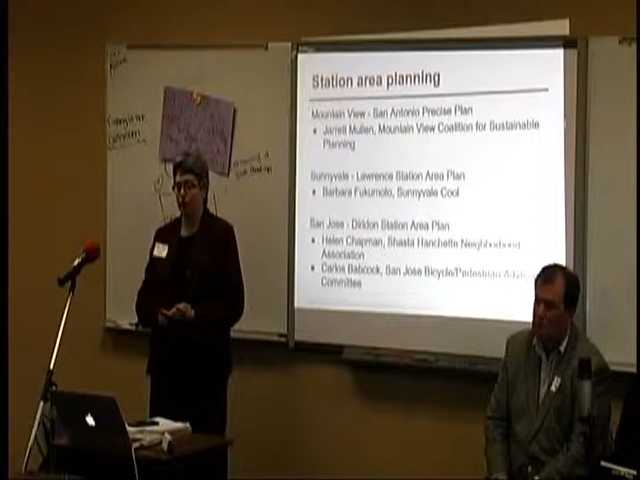 Station area planning
Mountain View - San Antonio Precise Plan
Jarrett Mullen, Mountain View Coalition for Sustainable
Planning
Sunnyvale - Lawrence Station Area Plan
Barbara Fukumoto, Sunnyvale Cool
San Jose - Diridon Station Area Plan
Helen Chapman, Shasta Hanchette Neighborhood
Association
Carlos Babcock, San Jose Bicycle/Pedestrian
Committee